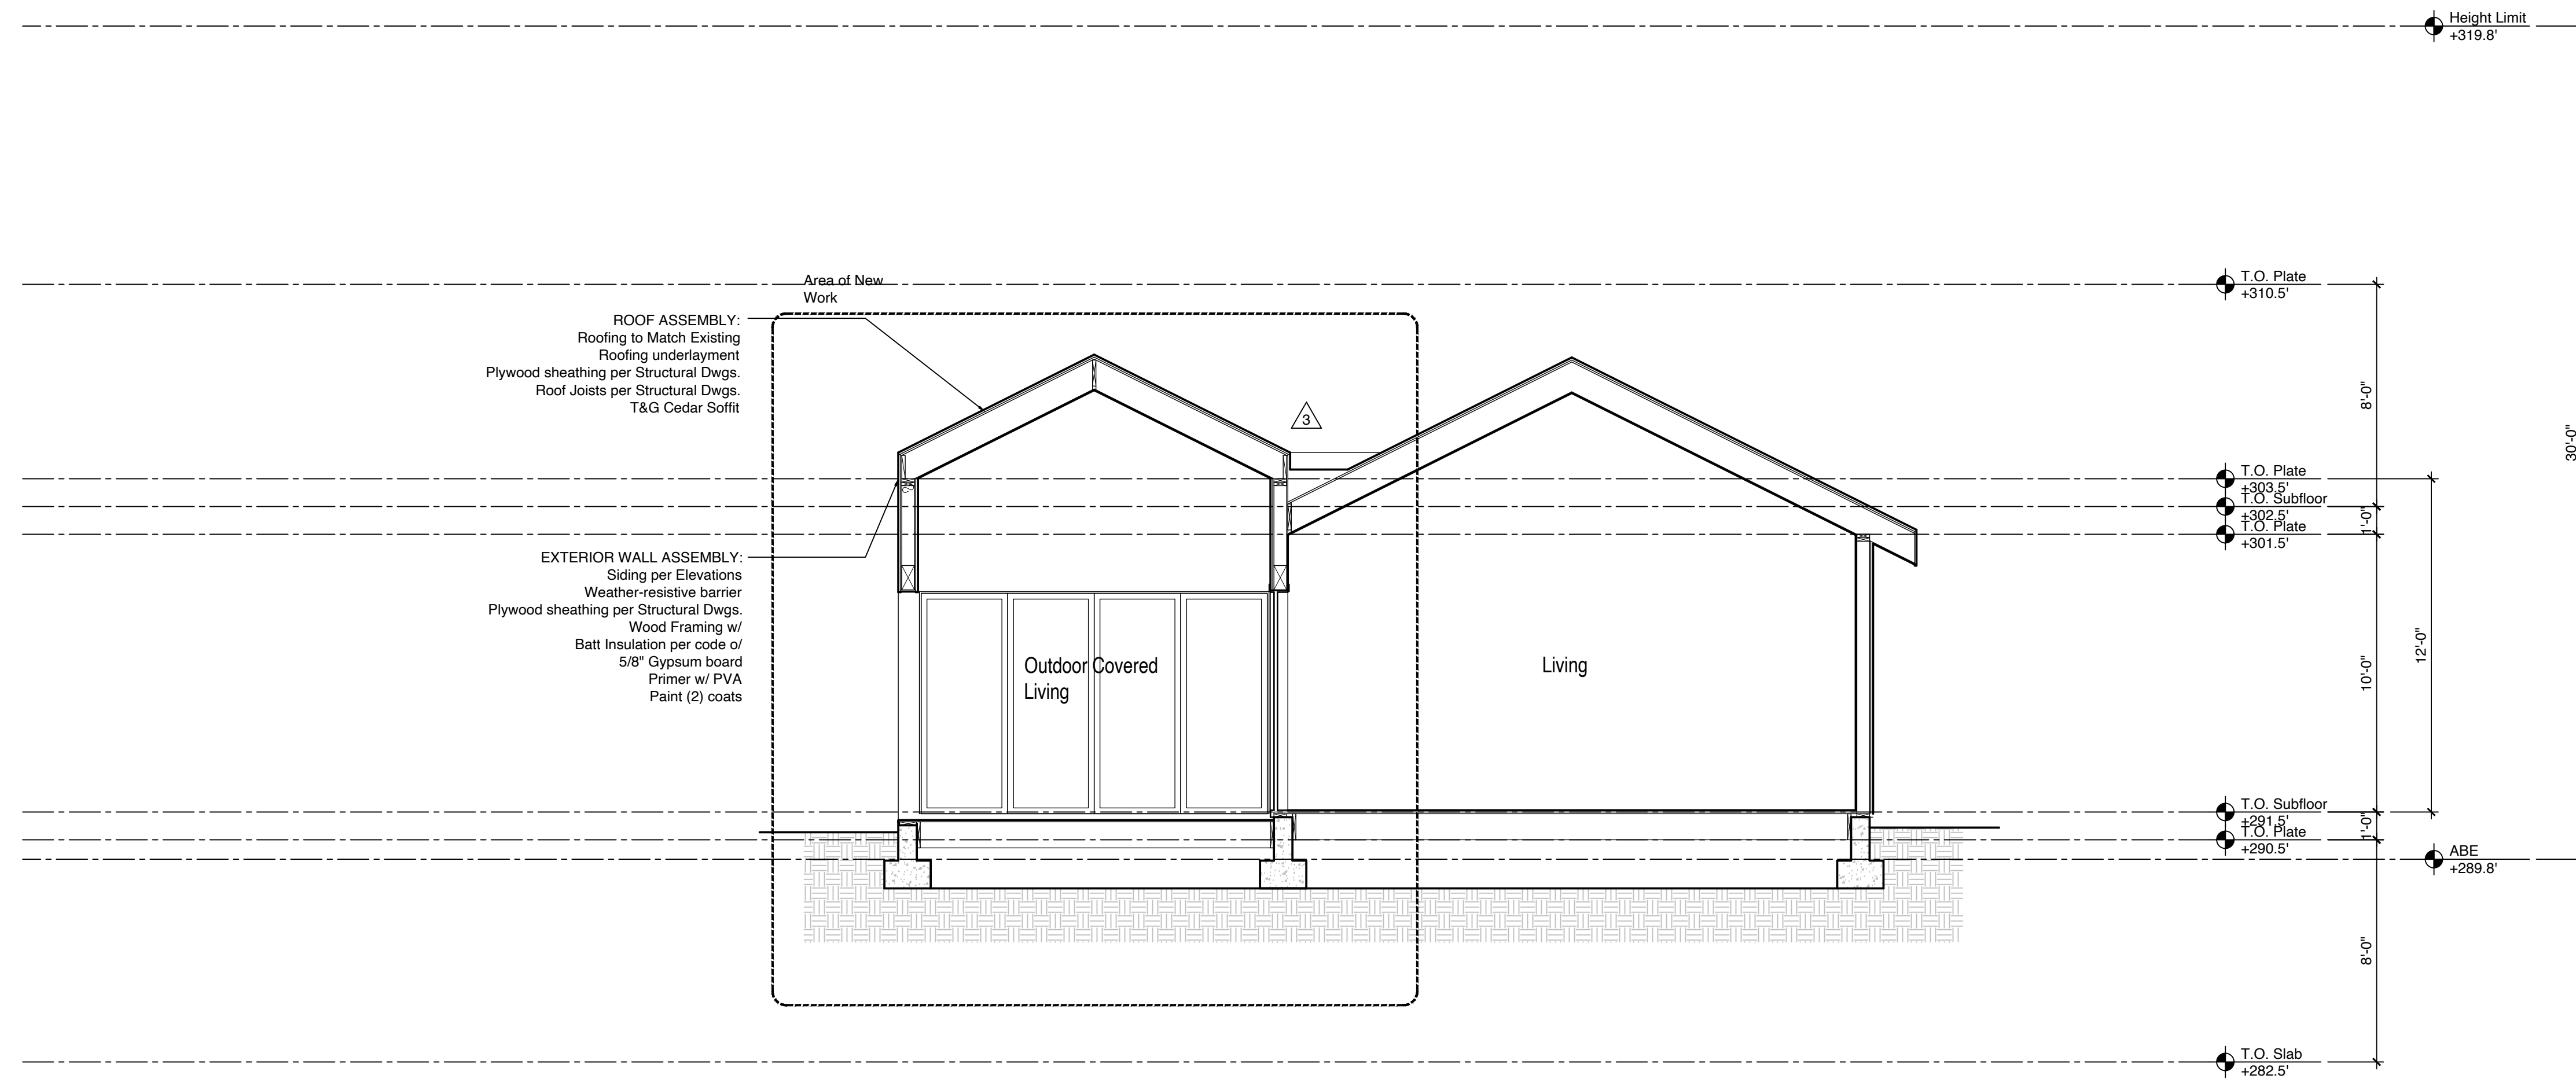 Height Limit
+319.8'
Area of New
Work
T.O. Plate
+310.5'
ROOF ASSEMBLY:
Roofing to Match Existing
Roofing underlayment
Plywood sheathing per Structural Dwgs.
Roof Joists per Structural Dwgs.
T&G Cedar Soffit
3
8'-0"
30'-0"
T.O. Plate
+303.5'
T.O. Subfloor
+302.5'
1'-0"
T.O. Plate
+301.5'
EXTERIOR WALL ASSEMBLY:
Siding per Elevations
Weather-resistive barrier
Plywood sheathing per Structural Dwgs.
Wood Framing w/
Batt Insulation per code o/
5/8" Gypsum board
Primer w/ PVA
Paint (2) coats
Outdoor Covered
Living
Living
10'-0"
12'-0"
T.O. Subfloor
+291.5'
1'-0"
T.O. Plate
+290.5'
ABE
+289.8'
8'-0"
T.O. Slab
+282.5'